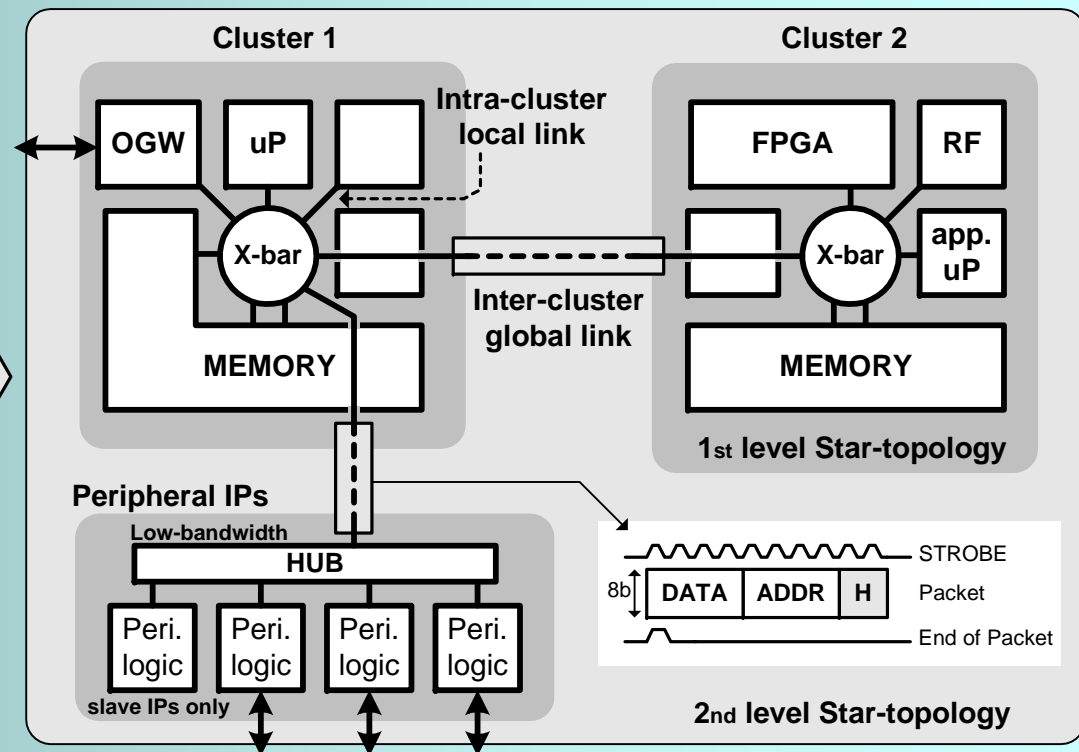 Cluster 1
Cluster 2
Intra-cluster
local link
OGW
uP
FPGA
RF
X-bar
X-bar
app.
uP
Inter-cluster
global link
MEMORY
MEMORY
1st level Star-topology
Peripheral IPs
Low-bandwidth
HUB
STROBE
8b
DATA
ADDR
H
Packet
End of Packet
Peri.
logic
Peri.
logic
Peri.
logic
Peri.
logic
slave IPs only
2nd level Star-topology